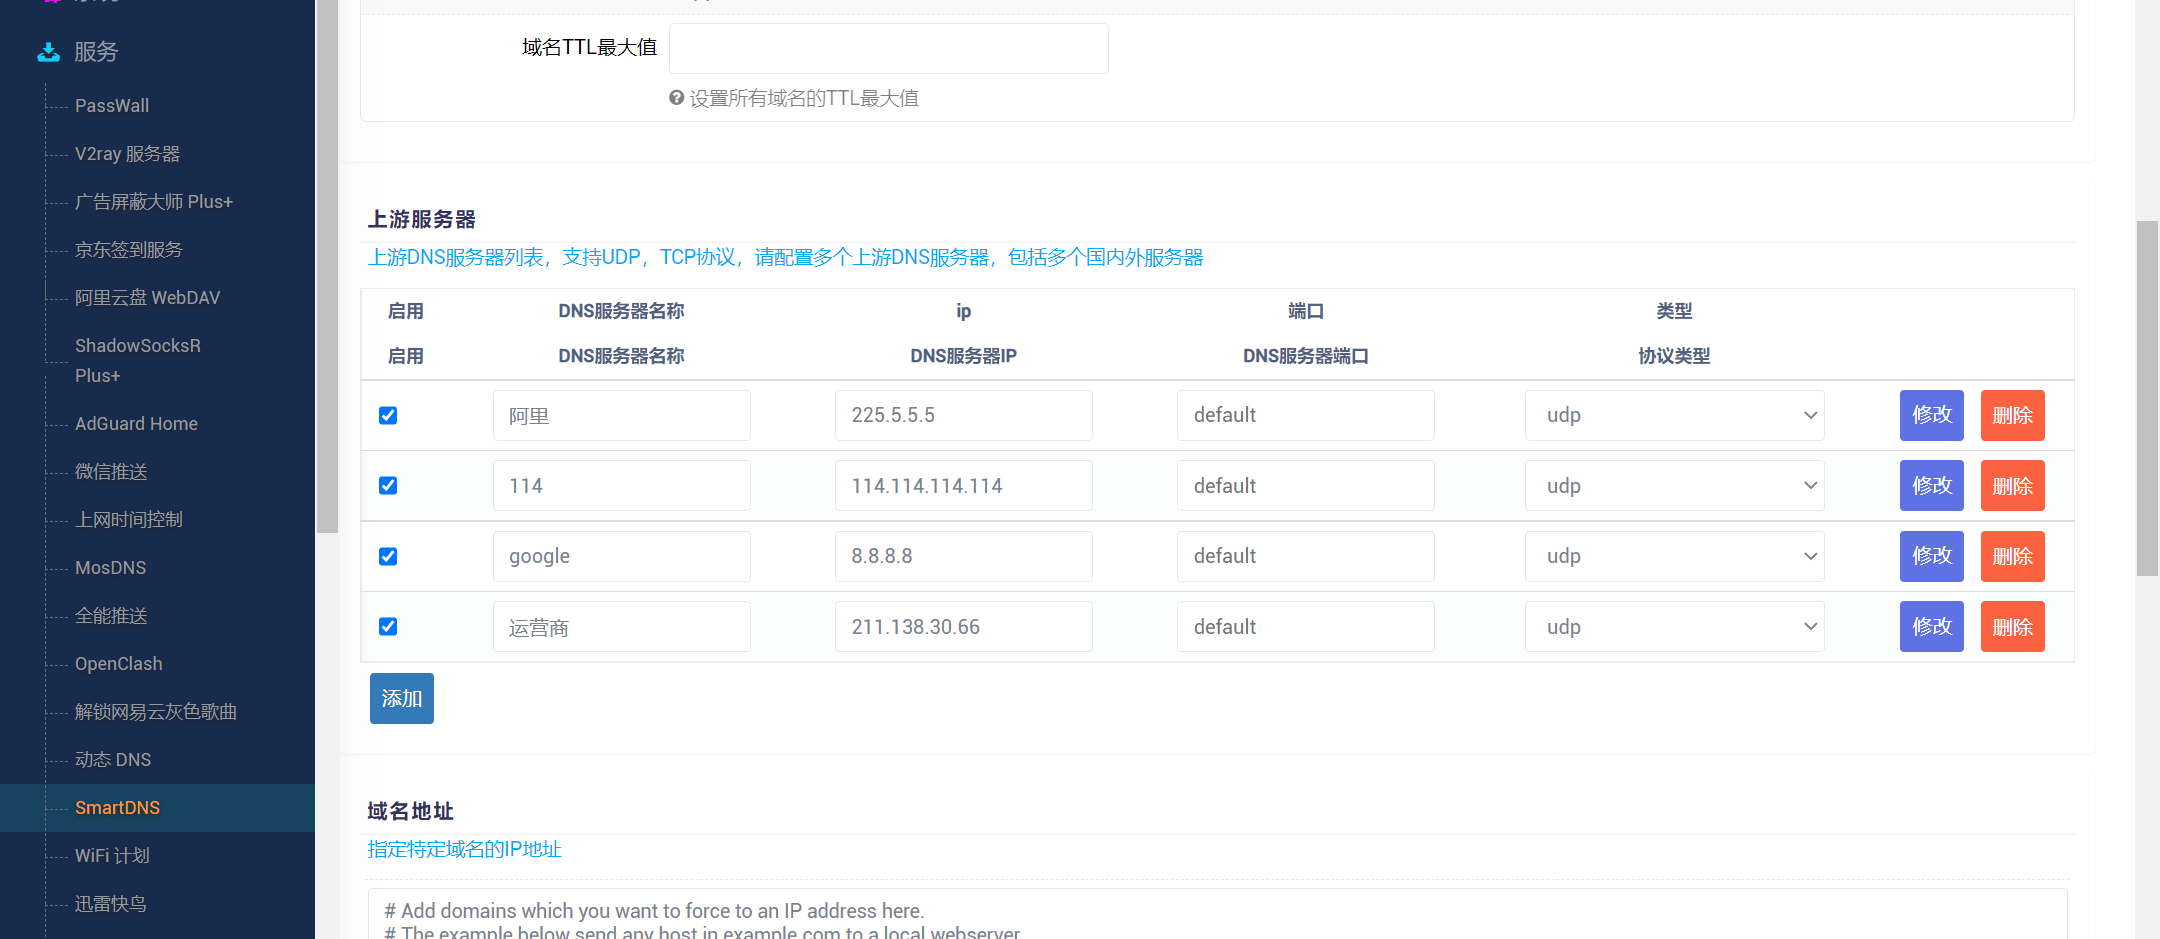 服务
PassWall
V2ray 服务器
广告屏蔽大师 Plus+
京东签到服务
阿里云盘 WebDAV
ShadowSocksR
Plus+
AdGuard Home
微信推送
上网时间控制
MosDNS
全能推送
OpenClash
解锁网易云灰色歌曲
动态 DNS
SmartDNS
WiFi 计划
迅雷快鸟
域名TTL最大值
设置所有域名的TTL最大值
上游服务器
上游DNS服务器列表，支持UDP，TCP协议，请配置多个上游DNS服务器，包括多个国内外服务器
启用 DNS服务器名称 ip 端口 类型
启用 DNS服务器名称 DNS服务器IP DNS服务器端口 协议类型
阿里 225.5.5.5 default udp 修改 删除
114 114.114.114.114 default udp 修改 删除
google 8.8.8.8 default udp 修改 删除
运营商 211.138.30.66 default udp 修改 删除
添加
域名地址
指定特定域名的IP地址
# Add domains which you want to force to an IP address here.
# The example below send any host in example.com to a local webserver.